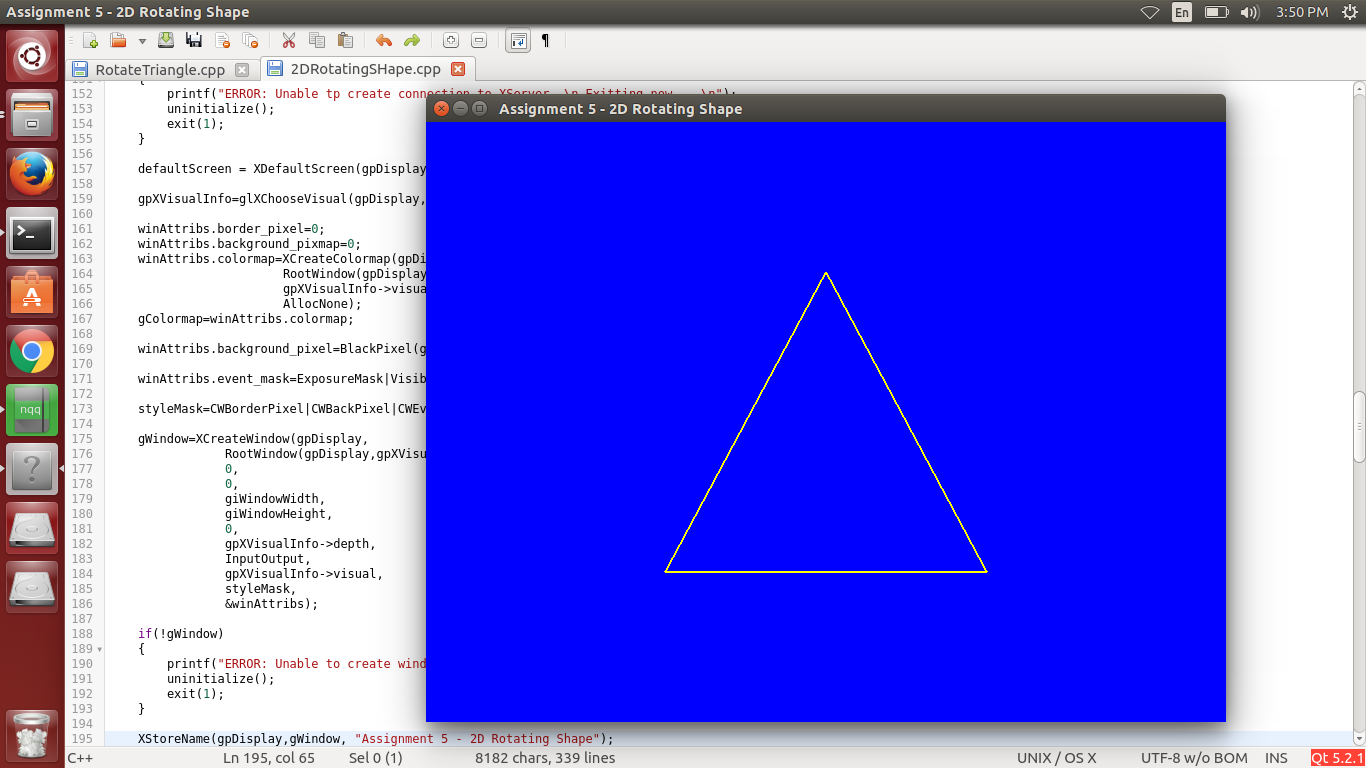 Assignment 5 - 2D Rotating Shape
En
3:50 PM
RotateTriangle.cpp
2DRotatingSHape.cpp
151 {
152 printf("ERROR: Unable tp create connection to XServer. \n Exitting now... \n");
153 uninitialize();
154 exit(1);
155 }
156
157 defaultScreen = XDefaultScreen(gpDisplay
158
159 gpXVisualInfo=glXChooseVisual(gpDisplay,
160
161 winAttribs.border_pixel=0;
162 winAttribs.background_pixmap=0;
163 winAttribs.colormap=XCreateColormap(gpDi
164 RootWindow(gpDisplay
165 gpXVisualInfo->visua
166 AllocNone);
167 gColormap=winAttribs.colormap;
168
169 winAttribs.background_pixel=BlackPixel(g
170
171 winAttribs.event_mask=ExposureMask|Visib
172
173 styleMask=CWBorderPixel|CWBackPixel|CWEv
174
175 gWindow=XCreateWindow(gpDisplay,
176 RootWindow(gpDisplay,gpXVisu
177 0,
178 0,
179 giWindowWidth,
180 giWindowHeight,
181 0,
182 gpXVisualInfo->depth,
183 InputOutput,
184 gpXVisualInfo->visual,
185 styleMask,
186 &winAttribs);
187
188 if(!gWindow)
189 {
190 printf("ERROR: Unable to create wind
191 uninitialize();
192 exit(1);
193 }
194
195 XStoreName(gpDisplay,gWindow, "Assignment 5 - 2D Rotating Shape");
Assignment 5 - 2D Rotating Shape
nqq
C++
Ln 195, col 65
Sel 0 (1)
8182 chars, 339 lines
UNIX / OS X
UTF-8 w/o BOM
INS
Qt 5.2.1